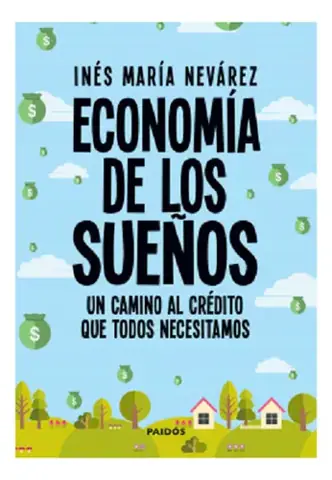 INÉS MARÍA NEVÁREZ
ECONOMÍA
DE LOS
SUEÑOS
UN CAMINO AL CRÉDITO
QUE TODOS NECESITAMOS
$
$
$
$
$
$
$
PAIDÓS